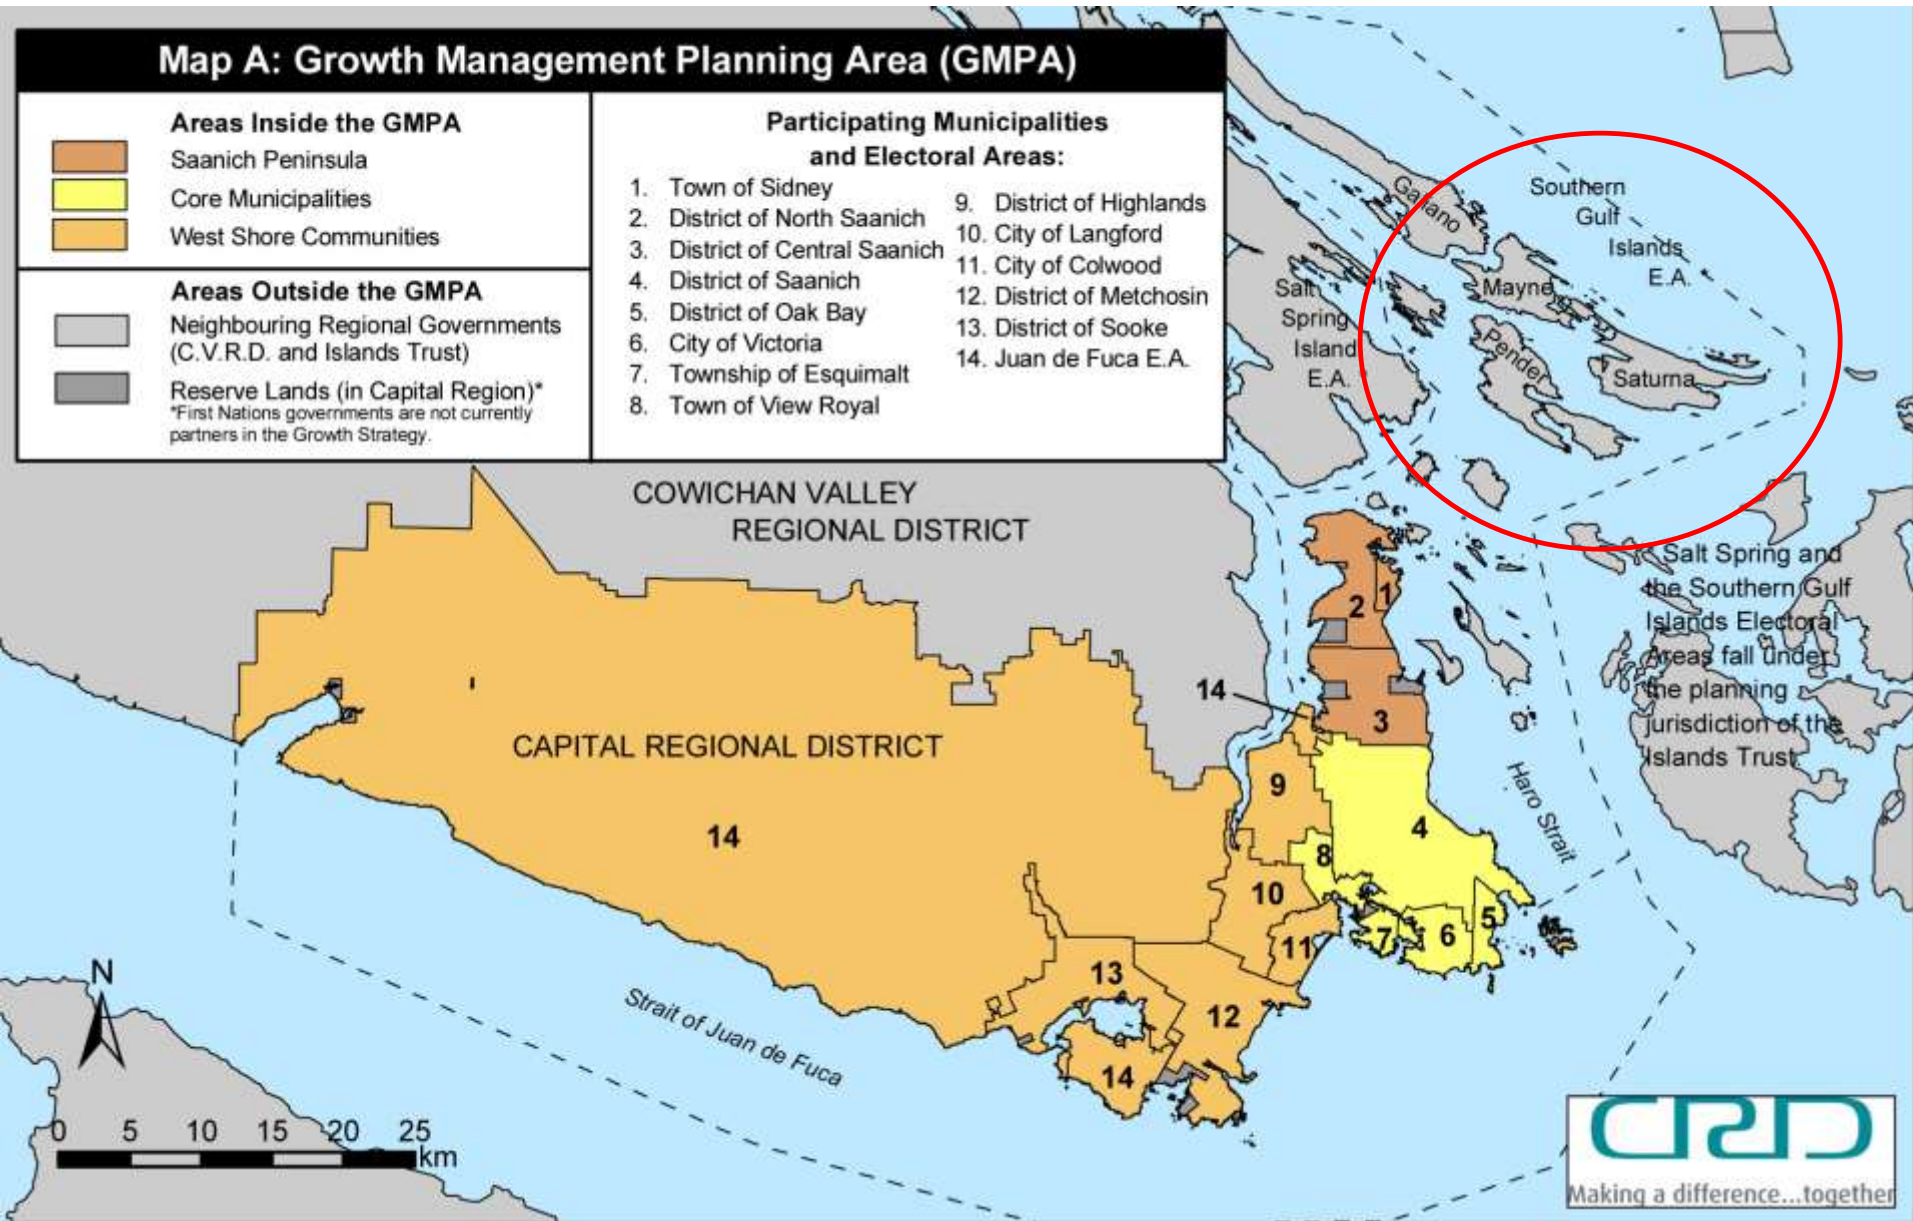 Map A: Growth Management Planning Area (GMPA)
Areas Inside the GMPA
Saanich Peninsula
Core Municipalities
West Shore Communities
Areas Outside the GMPA
Neighbouring Regional Governments
(C.V.R.D. and Islands Trust)
Reserve Lands (in Capital Region)*
*First Nations governments are not currently
partners in the Growth Strategy.
Participating Municipalities
and Electoral Areas:
1. Town of Sidney
2. District of North Saanich
3. District of Central Saanich
4. District of Saanich
5. District of Oak Bay
6. City of Victoria
7. Township of Esquimalt
8. Town of View Royal
9. District of Highlands
10. City of Langford
11. City of Colwood
12. District of Metchosin
13. District of Sooke
14. Juan de Fuca E.A.
Galiano
Southern
Gulf
Islands
E.A.
Mayne
Salt
Spring
Island
E.A.
Pender
Saturna
COWICHAN VALLEY
REGIONAL DISTRICT
* Salt Spring and
the Southern Gulf
Islands Electoral
Areas fall under
the planning
jurisdiction of the
Islands Trust.
1
2
14
3
CAPITAL REGIONAL DISTRICT
Haro Strait
9
14
4
8
10
5
6
7
11
13
12
14
Strait of Juan de Fuca
N
0 5 10 15 20 25
km
CRD
Making a difference...together